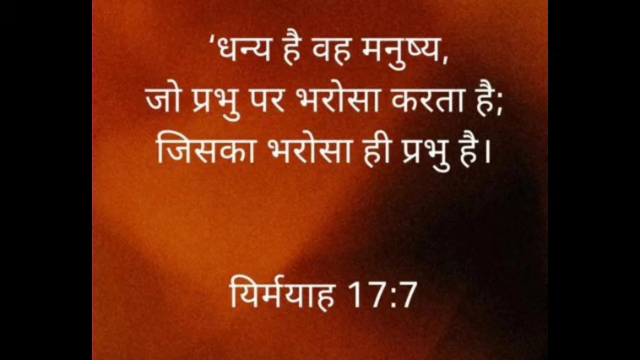 ‘धन्य है वह मनुष्य,
जो प्रभु पर भरोसा करता है;
जिसका भरोसा ही प्रभु है।
यिर्मयाह 17:7